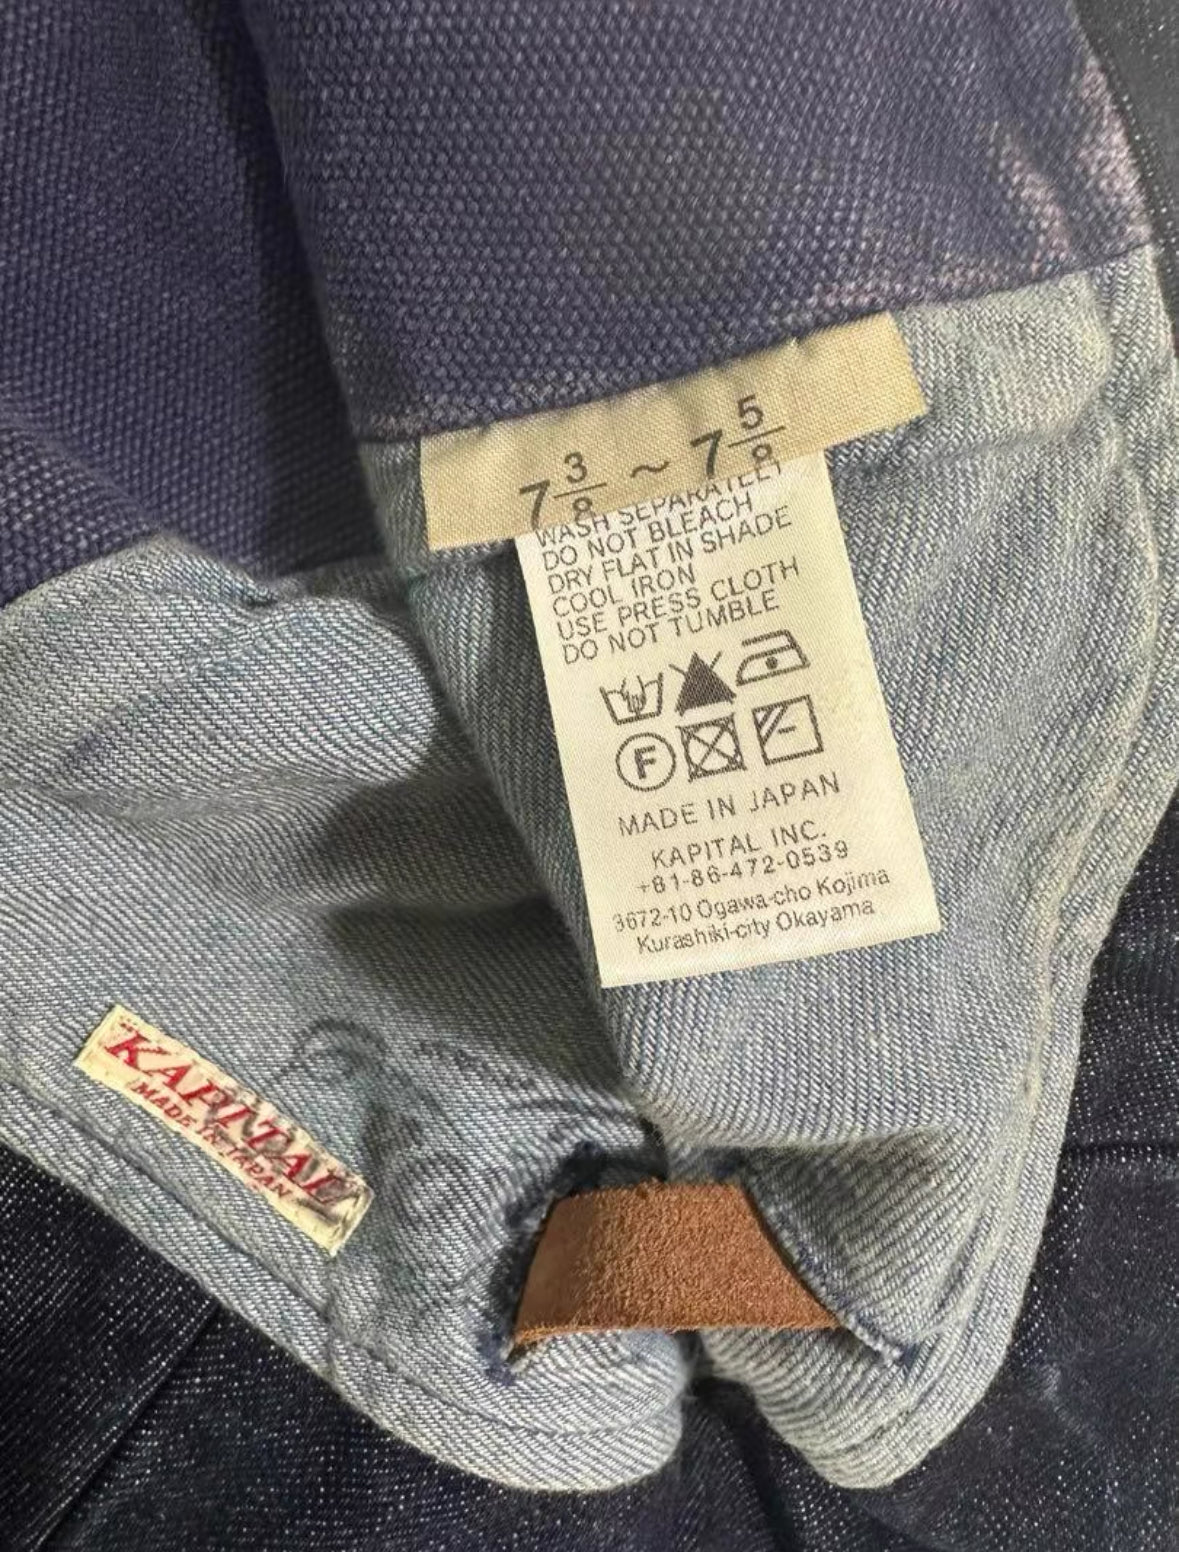 7 3/8 ~ 7 5/8
WASH SEPARATELY
DO NOT BLEACH
DRY FLAT IN SHADE
COOL IRON
USE PRESS CLOTH
DO NOT TUMBLE
F
MADE IN JAPAN
KAPITAL INC.
+81-86-472-0539
3672-10 Ogawa-cho Kojima
Kurashiki-city Okayama
"KAPITAL"
MADE IN JAPAN